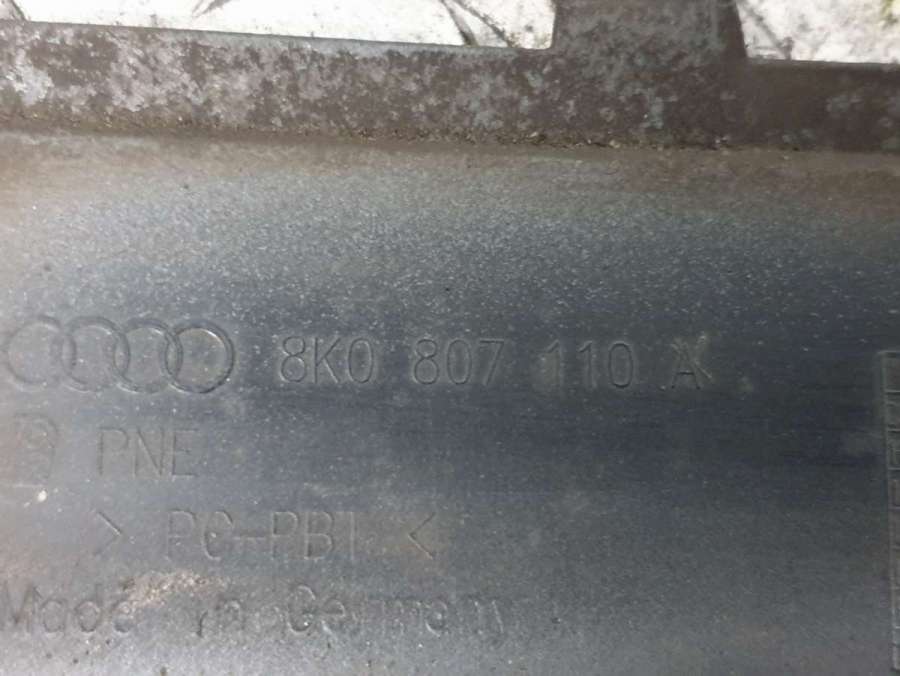 8K0 807 110 A
PNE
> PC-PBT <
Made in Germany